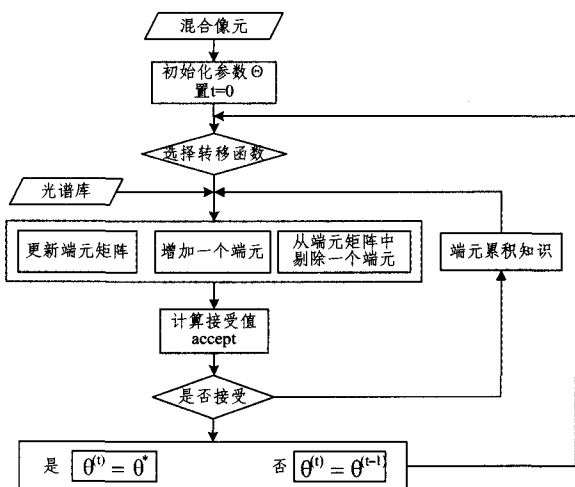 混合像元
初始化参数Θ
置t=0
选择转移函数
光谱库
更新端元矩阵
增加一个端元
从端元矩阵中
剔除一个端元
端元累积知识
计算接受值
accept
是否接受
是 θ^(t) = θ^* 否 θ^(t) = θ^(t-1)